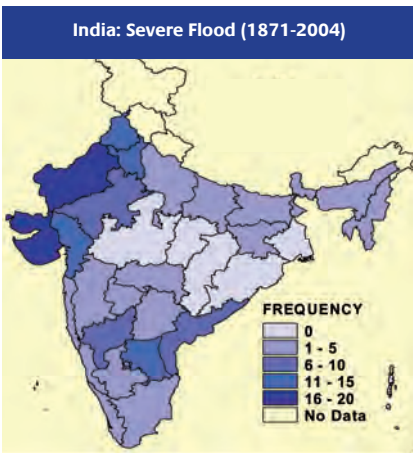 India: Severe Flood (1871-2004)
FREQUENCY
0
1 - 5
6 - 10
11 - 15
16 - 20
No Data